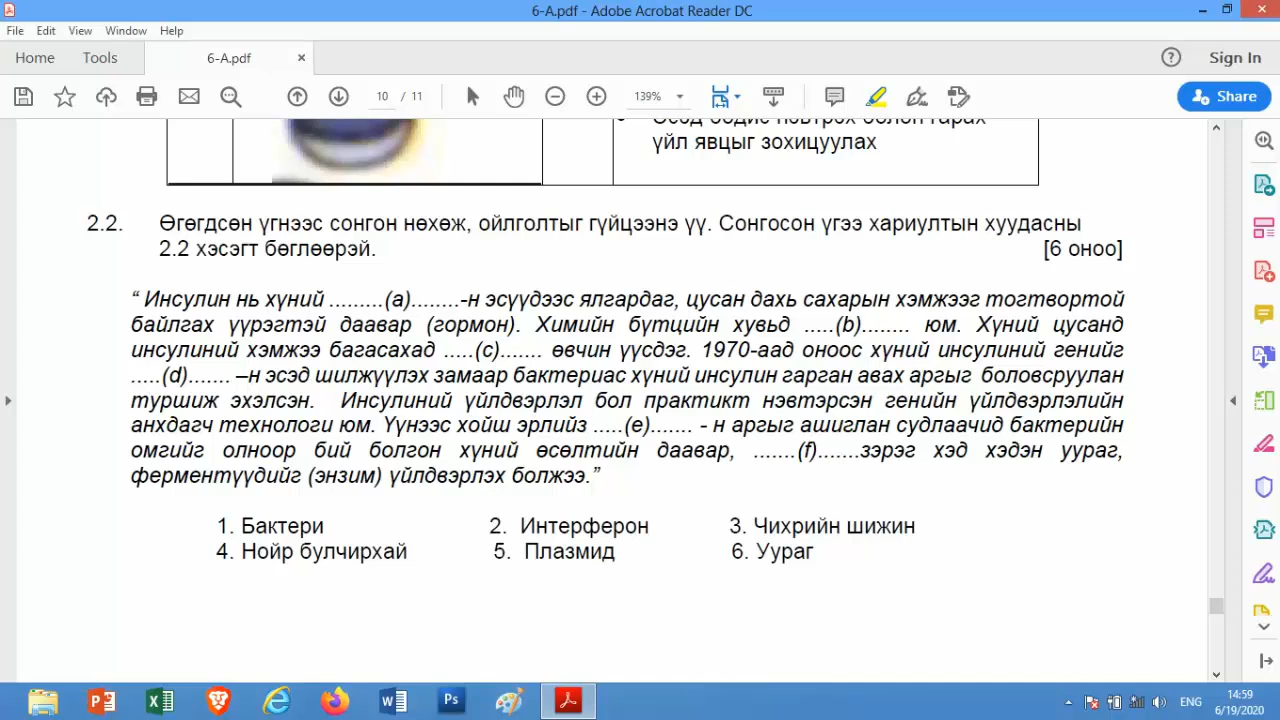 6-A.pdf - Adobe Acrobat Reader DC
File Edit View Window Help
Home Tools 6-A.pdf × Sign In
10 / 11 139% Share
үйл явцыг зохицуулах
2.2. Өгөгдсөн үгнээс сонгон нөхөж, ойлголтыг гүйцээнэ үү. Сонгосон үгээ хариултын хуудасны
2.2 хэсэгт бөглөөрэй. [6 оноо]
“ Инсулин нь хүний .........(a)........-н эсүүдээс ялгардаг, цусан дахь сахарын хэмжээг тогтвортой
байлгах үүрэгтэй даавар (гормон). Химийн бүтцийн хувьд .....(b)........ юм. Хүний цусанд
инсулиний хэмжээ багасахад .....(c)....... өвчин үүсдэг. 1970-аад оноос хүний инсулиний генийг
.....(d)....... –н эсэд шилжүүлэх замаар бактериас хүний инсулин гарган авах аргыг боловсруулан
туршиж эхэлсэн. Инсулиний үйлдвэрлэл бол практикт нэвтэрсэн генийн үйлдвэрлэлийн
анхдагч технологи юм. Үүнээс хойш эрлийз .....(e)....... - н аргыг ашиглан судлаачид бактерийн
омгийг олноор бий болгон хүний өсөлтийн даавар, .......(f).......зэрэг хэд хэдэн уураг,
ферментүүдийг (энзим) үйлдвэрлэх болжээ.”
1. Бактери 2. Интерферон 3. Чихрийн шижин
4. Нойр булчирхай 5. Плазмид 6. Уураг
ENG 14:59
6/19/2020